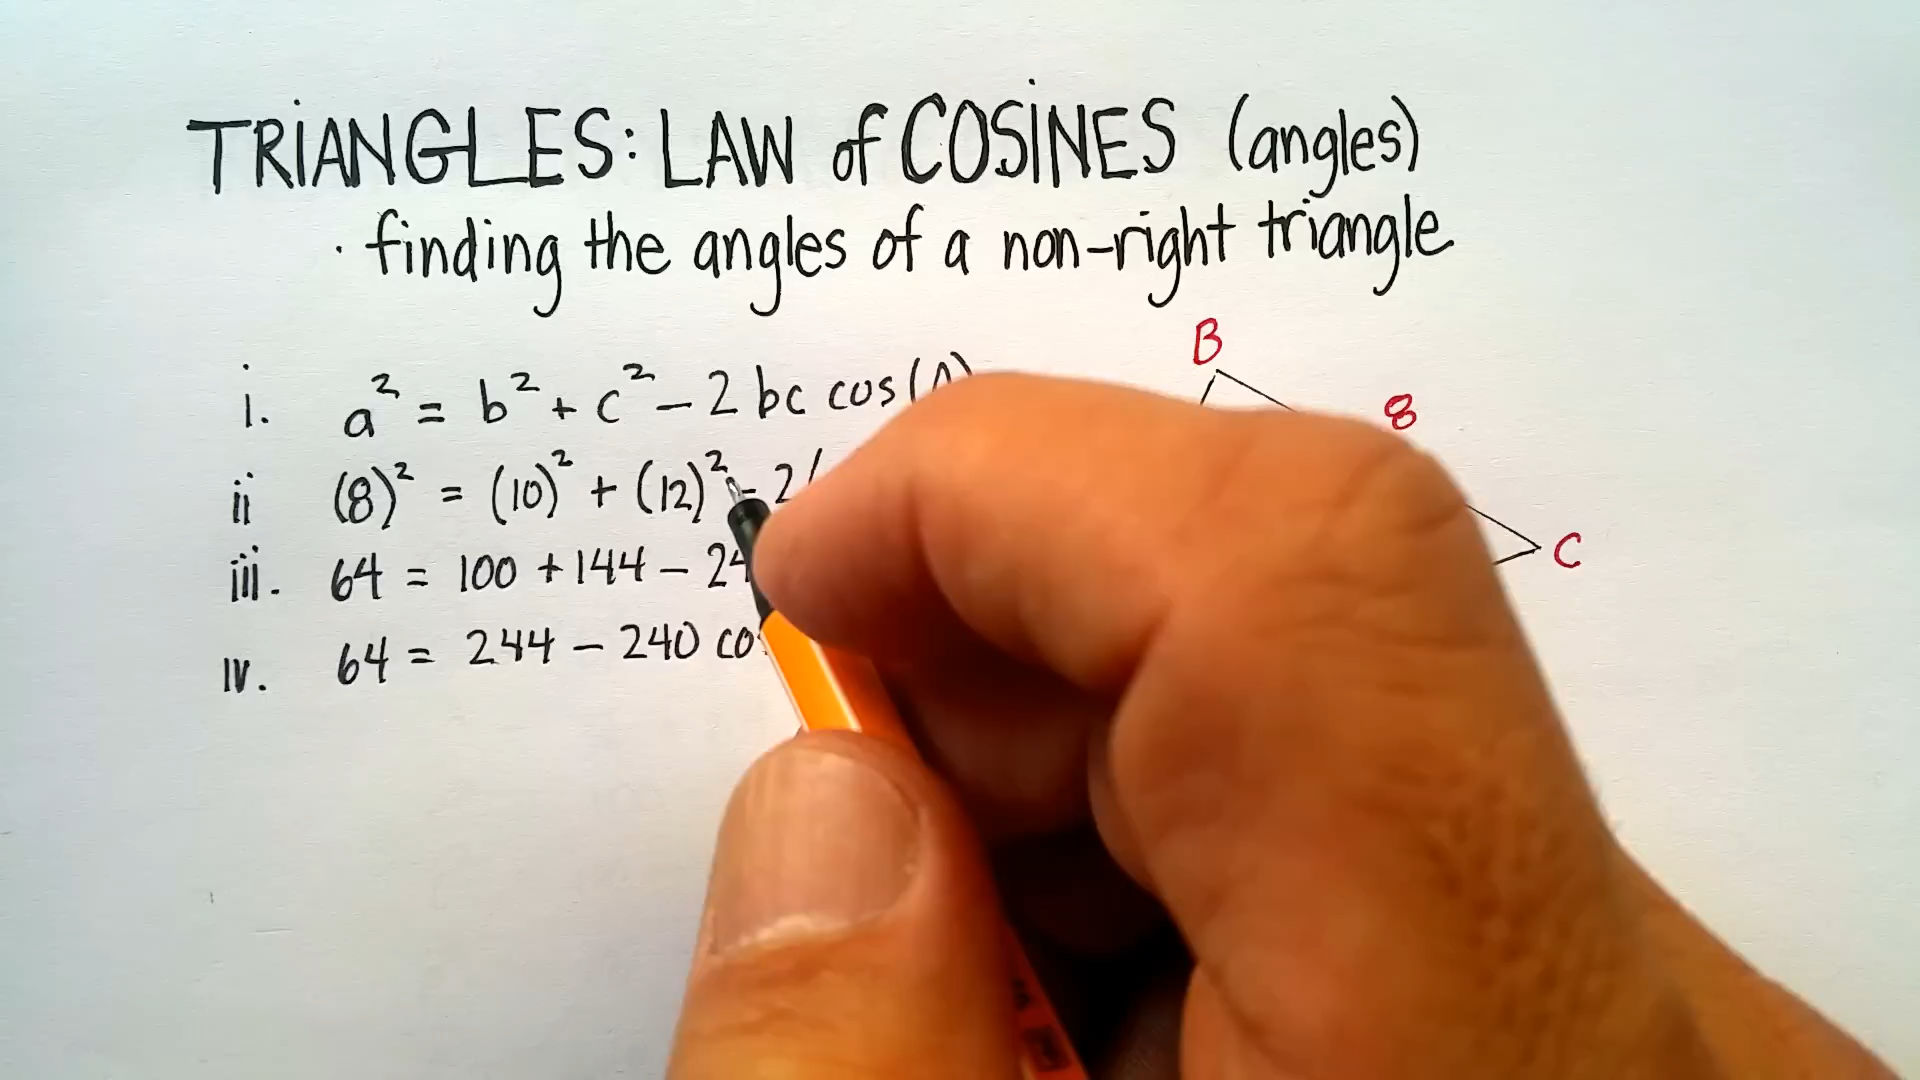 TRIANGLES: LAW of COSINES (angles)
· finding the angles of a non-right triangle
B
i. a² = b² + c² - 2 bc cos(A)
8
ii (8)² = (10)² + (12)² - 2(
C
iii. 64 = 100 + 144 - 24
iv. 64 = 244 - 240 co